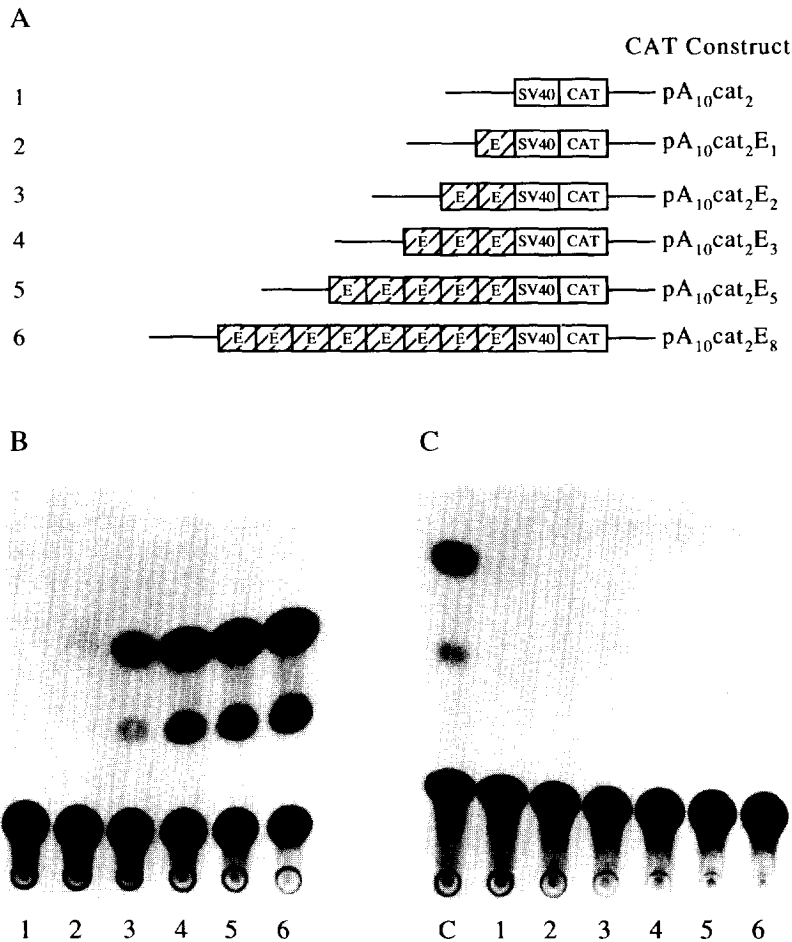 A
CAT Construct
1 SV40 CAT pA10cat2
2 E SV40 CAT pA10cat2E1
3 E E SV40 CAT pA10cat2E2
4 E E E SV40 CAT pA10cat2E3
5 E E E E E SV40 CAT pA10cat2E5
6 E E E E E E E E SV40 CAT pA10cat2E8
B C
1 2 3 4 5 6 C 1 2 3 4 5 6